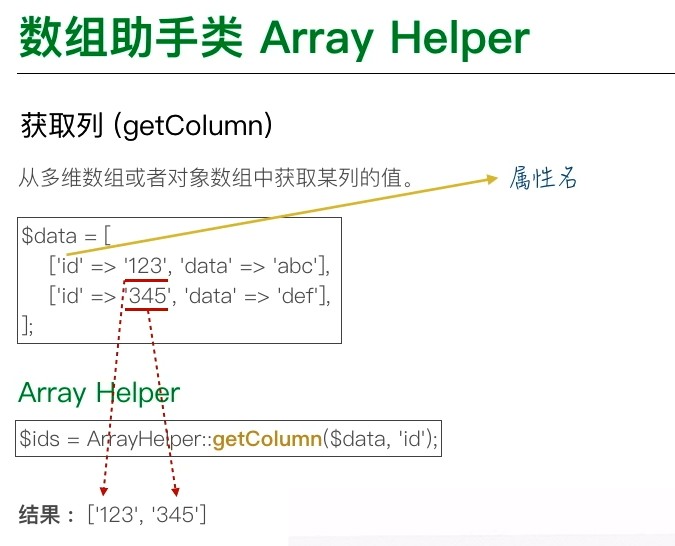 数组助手类 Array Helper
获取列 (getColumn)
从多维数组或者对象数组中获取某列的值。
属性名
$data = [
['id' => '123', 'data' => 'abc'],
['id' => '345', 'data' => 'def'],
];
Array Helper
$ids = ArrayHelper::getColumn($data, 'id');
结果： ['123', '345']